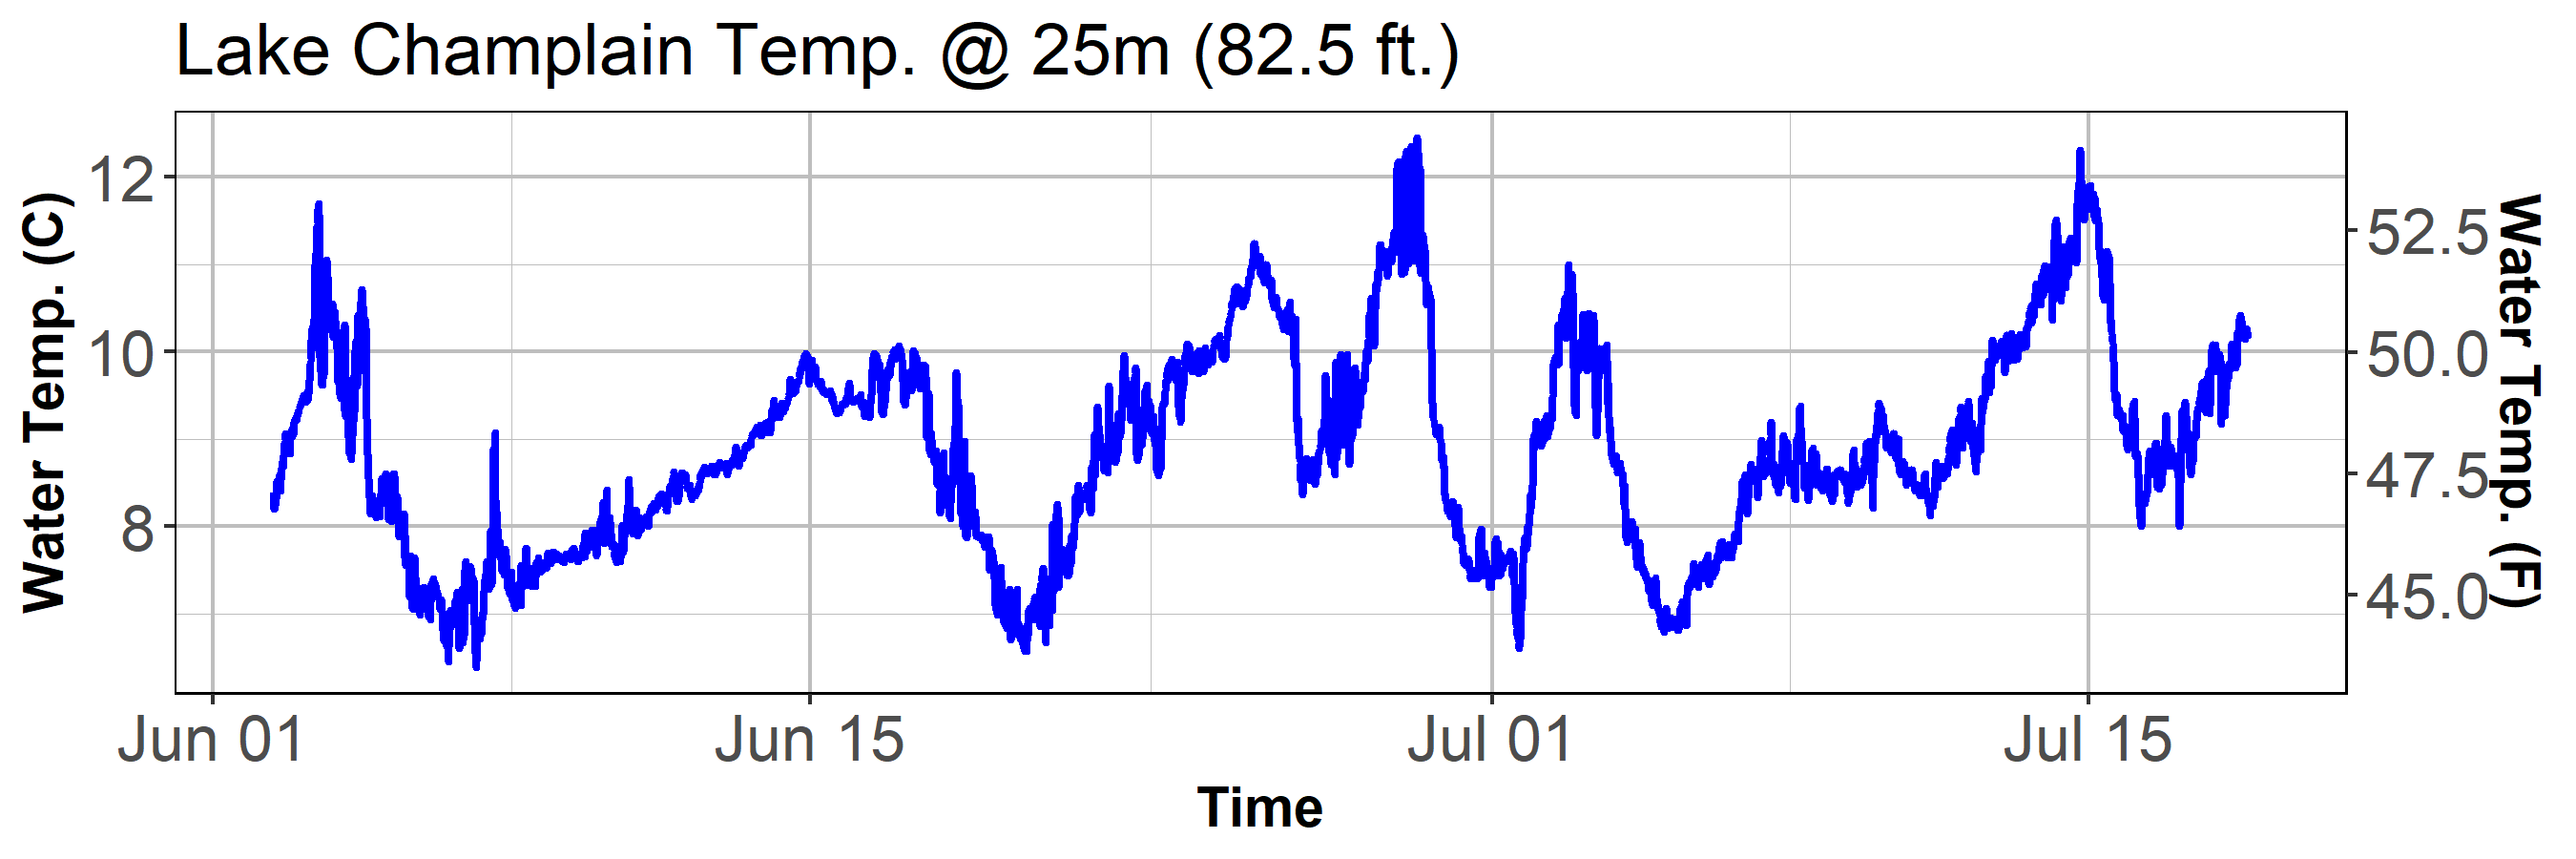 Lake Champlain Temp. @ 25m (82.5 ft.)
Water Temp. (C)
12
10
8
52.5
50.0
47.5
45.0
Water Temp. (F)
Jun 01 Jun 15 Jul 01 Jul 15
Time